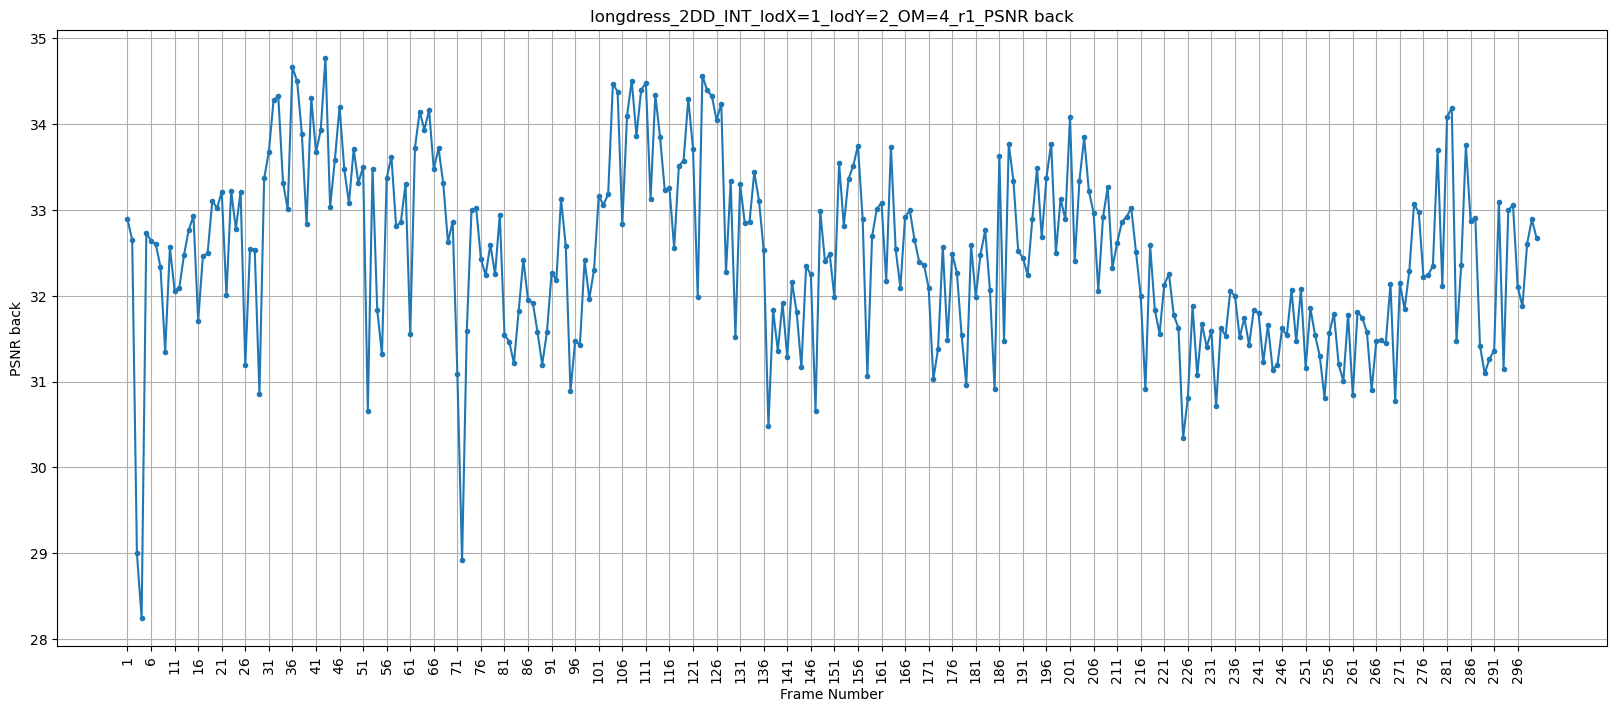 longdress_2DD_INT_lodX=1_lodY=2_OM=4_r1_PSNR back
35
34
33
32
31
30
29
28
PSNR back
1 6 11 16 21 26 31 36 41 46 51 56 61 66 71 76 81 86 91 96 101 106 111 116 121 126 131 136 141 146 151 156 161 166 171 176 181 186 191 196 201 206 211 216 221 226 231 236 241 246 251 256 261 266 271 276 281 286 291 296
Frame Number